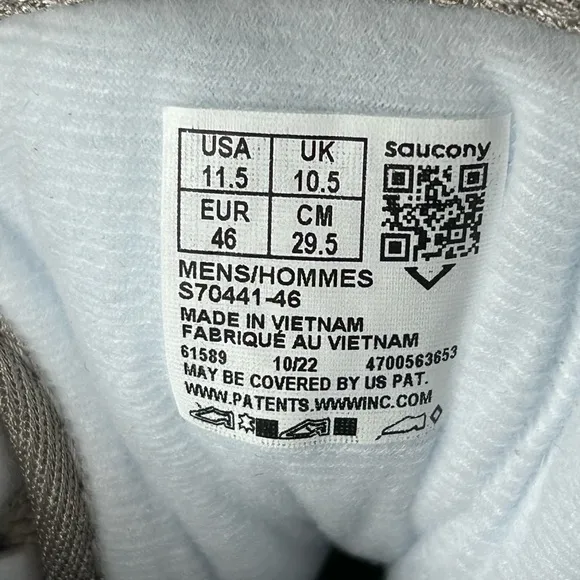 USA UK
11.5 10.5
EUR CM
46 29.5
saucony
MENS/HOMMES
S70441-46
MADE IN VIETNAM
FABRIQUÉ AU VIETNAM
61589 10/22 4700563653
MAY BE COVERED BY US PAT.
WWW.PATENTS.WWWINC.COM